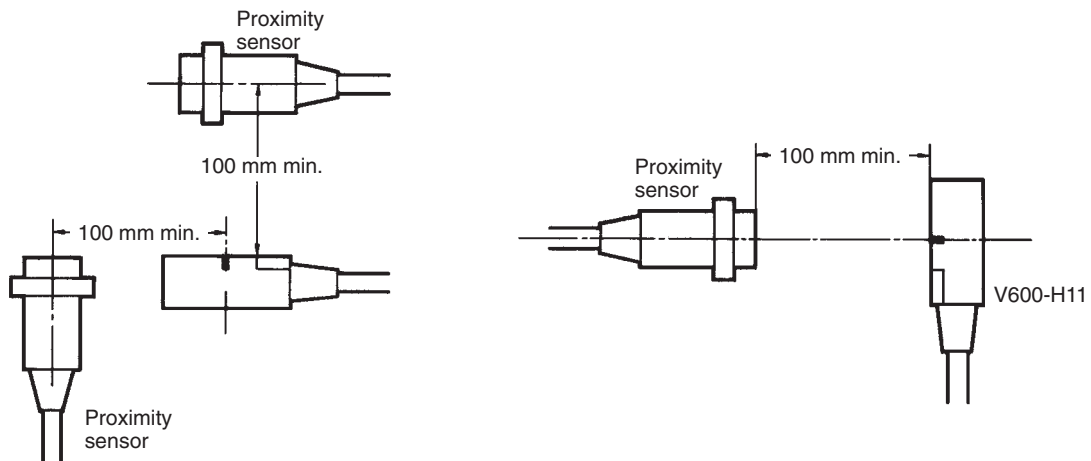 Proximity
sensor
100 mm min.
100 mm min.
Proximity
sensor
Proximity
sensor
100 mm min.
V600-H11